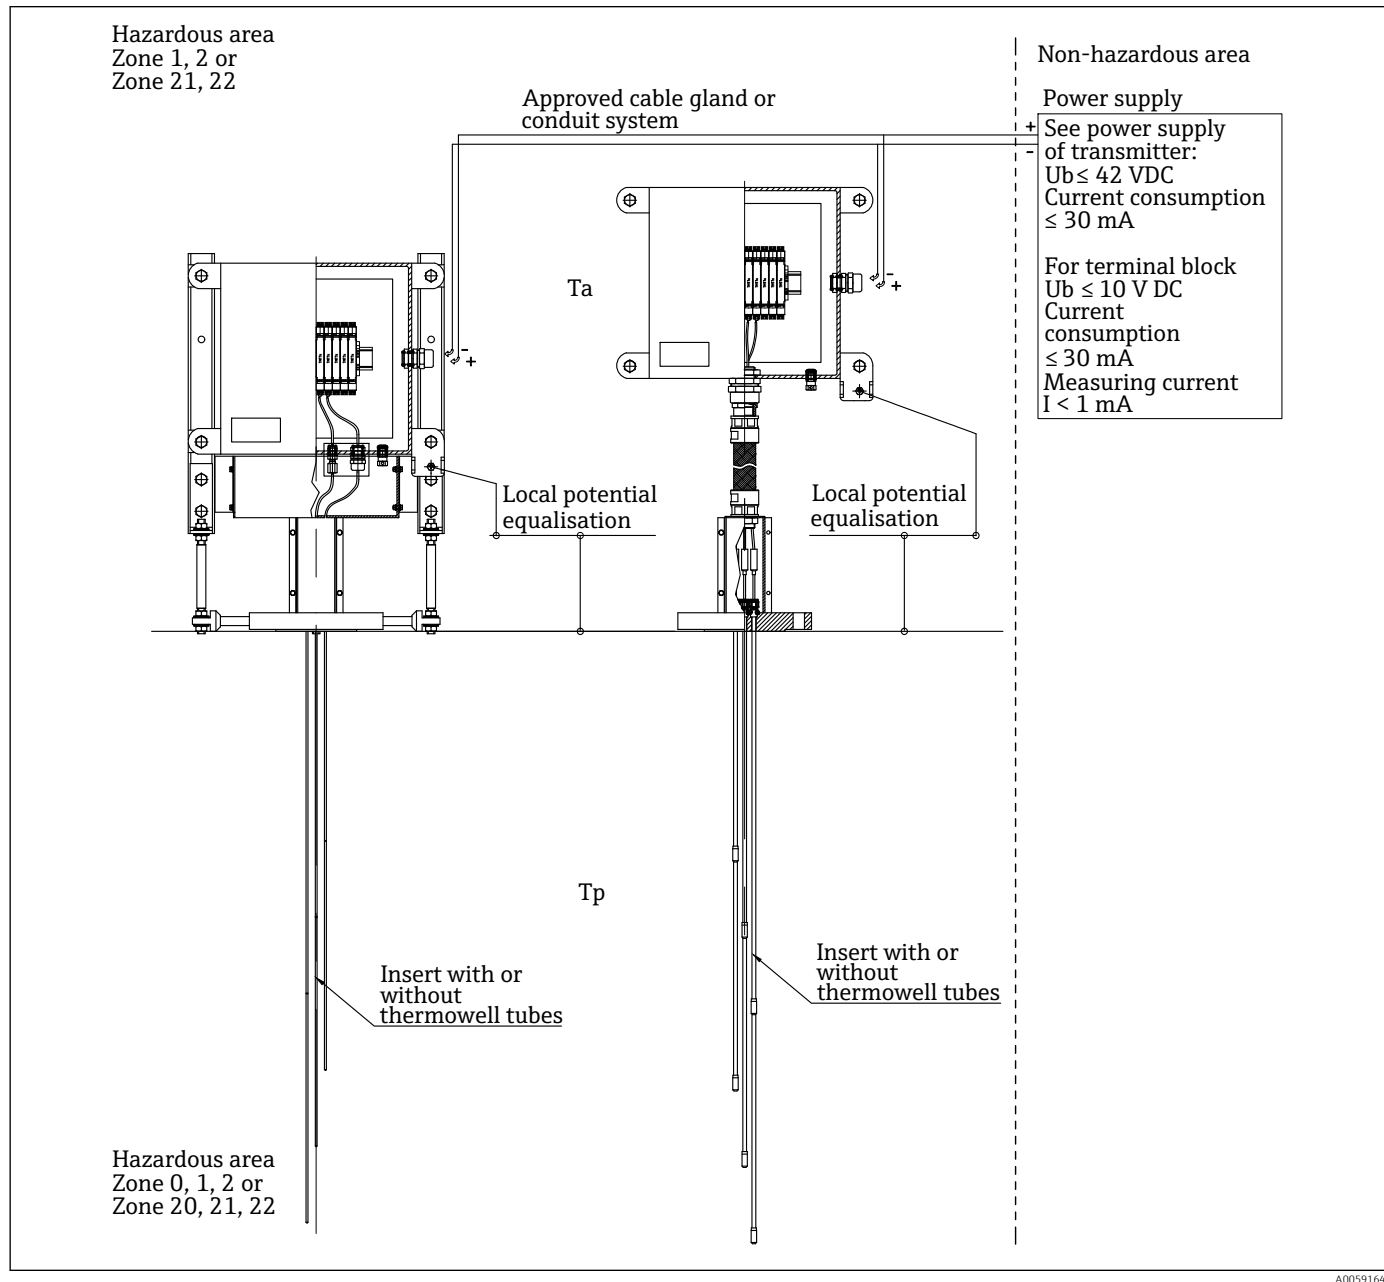 Hazardous area
Zone 1, 2 or
Zone 21, 22
Non-hazardous area
Approved cable gland or
conduit system
Power supply
+
-
See power supply
of transmitter:
Ub≤ 42 VDC
Current consumption
≤ 30 mA
For terminal block
Ub ≤ 10 V DC
Current
consumption
≤ 30 mA
Measuring current
I < 1 mA
Ta
-
+
-
+
Local potential
equalisation
Local potential
equalisation
Tp
Insert with or
without
thermowell tubes
Insert with or
without
thermowell tubes
Hazardous area
Zone 0, 1, 2 or
Zone 20, 21, 22
A0059164